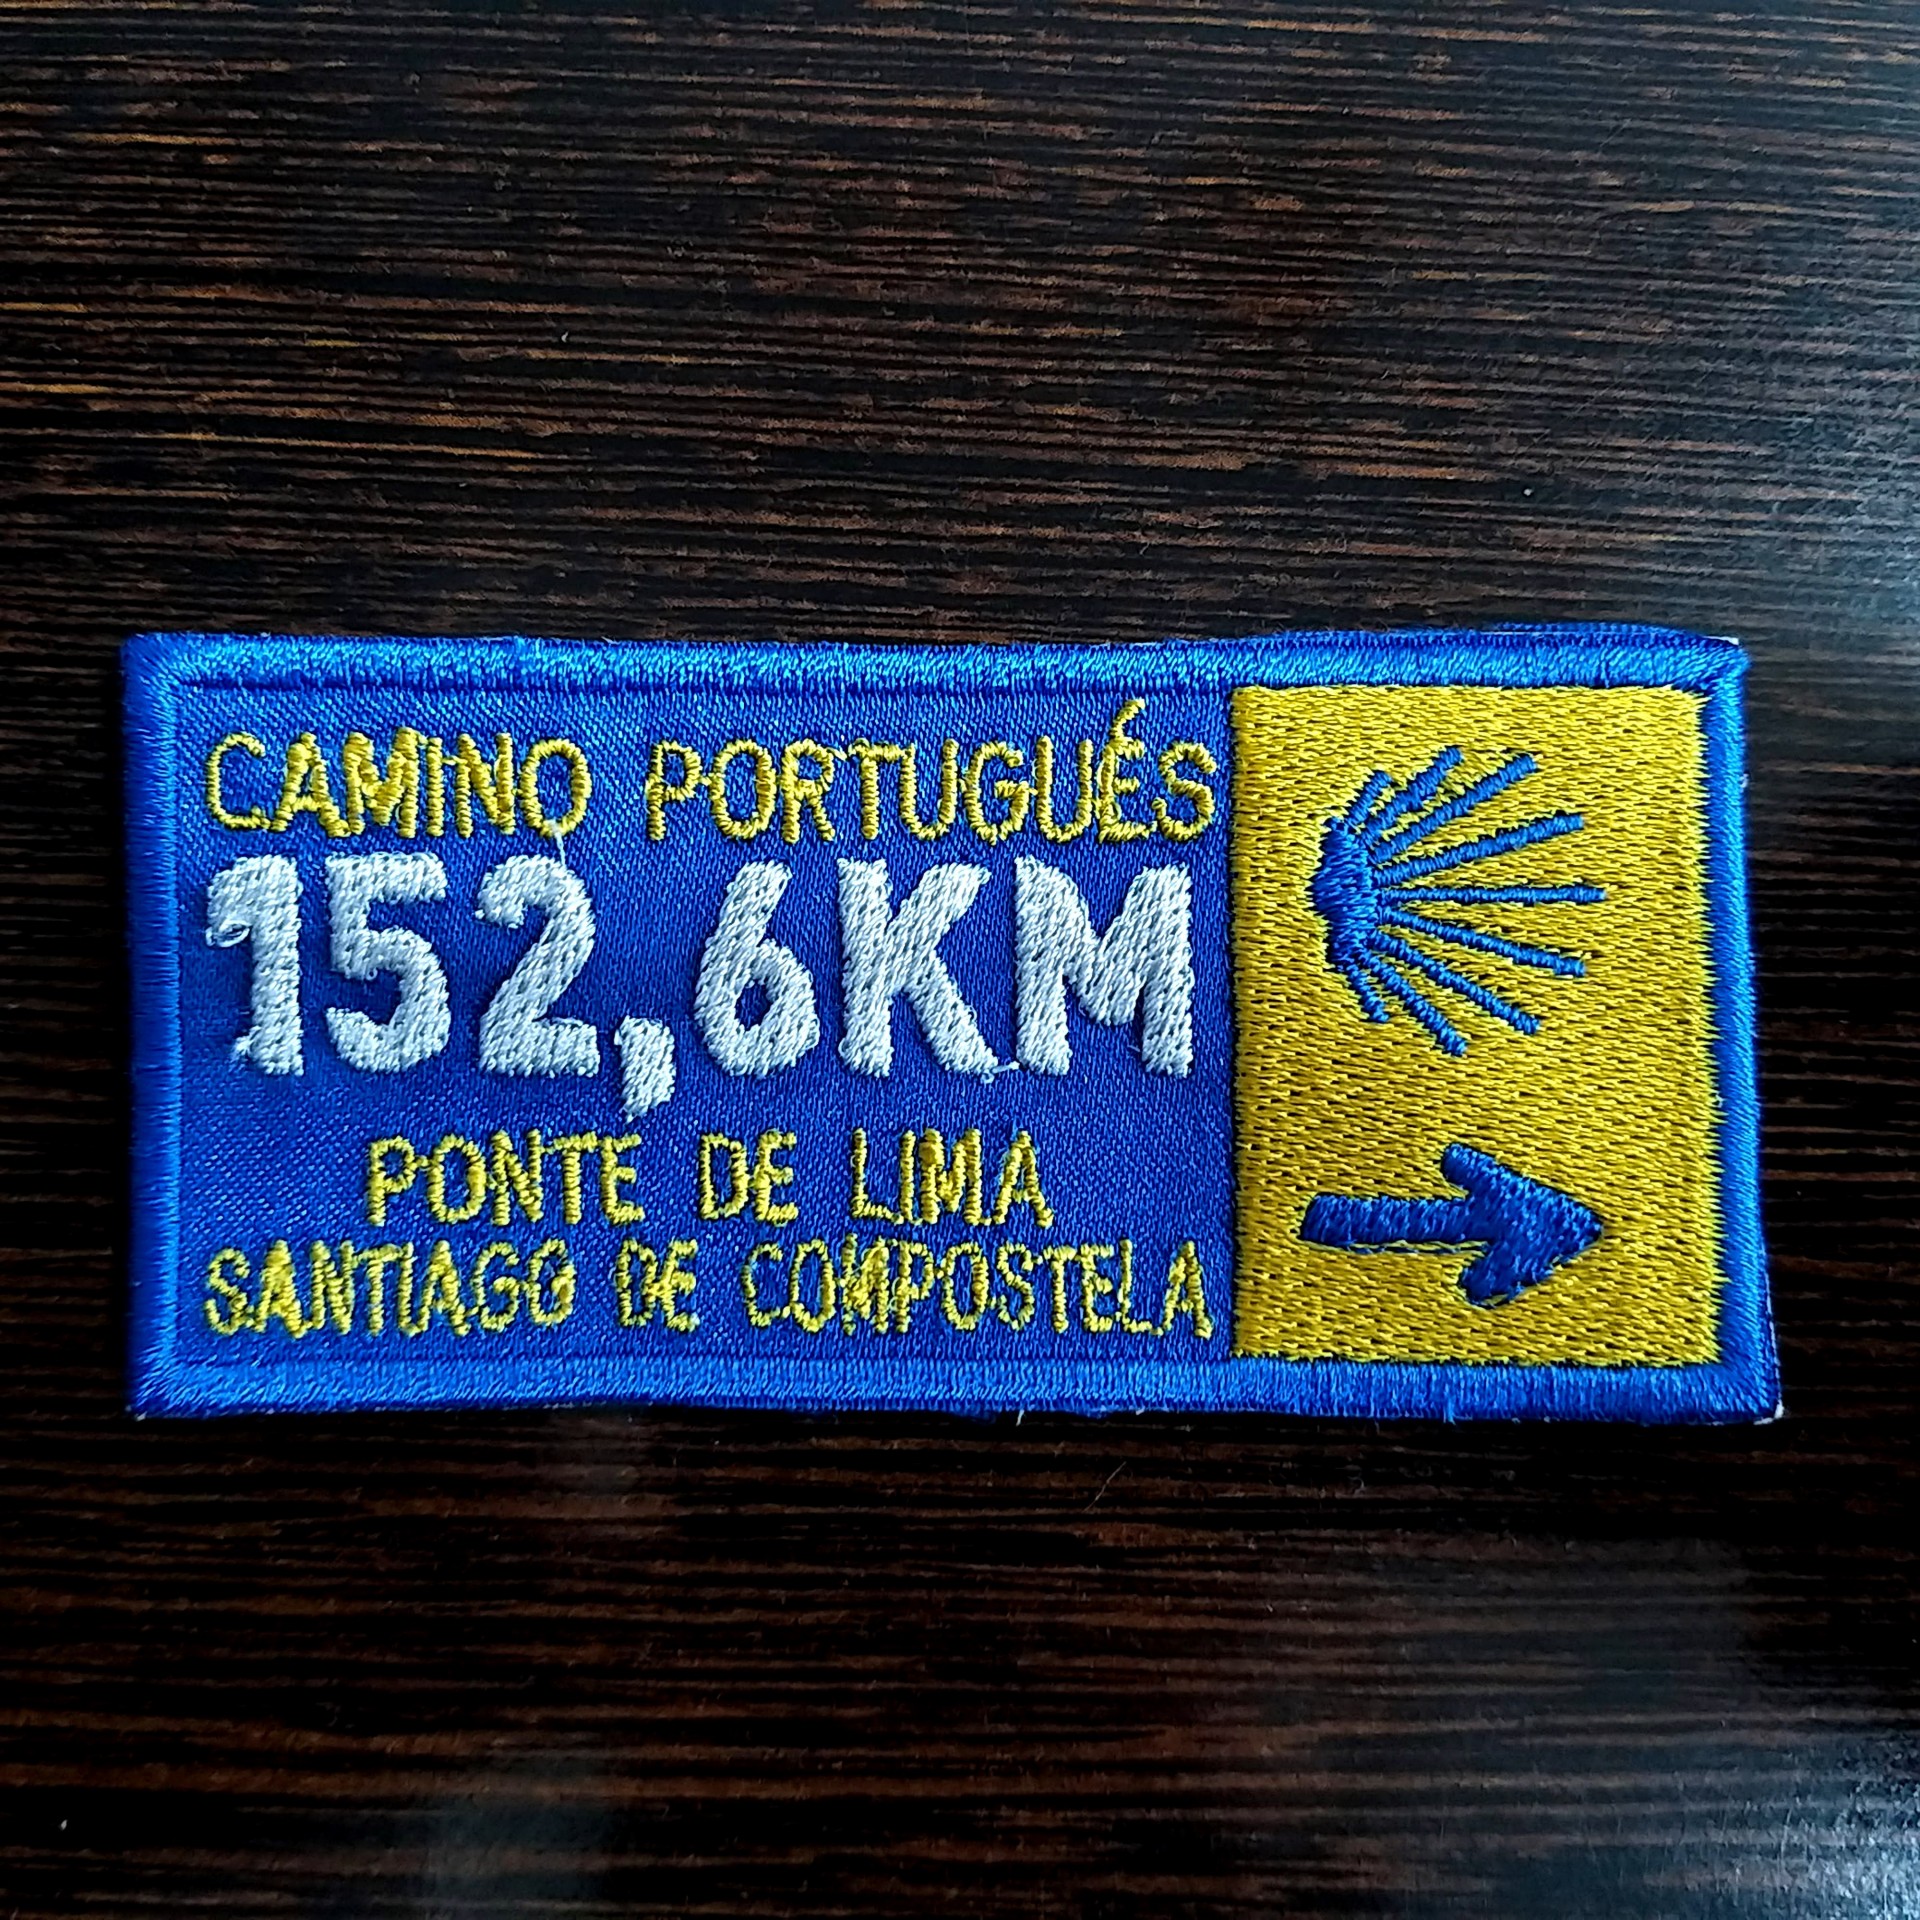 CAMINO PORTUGUÉS
152,6KM
PONTE DE LIMA
SANTIAGO DE COMPOSTELA